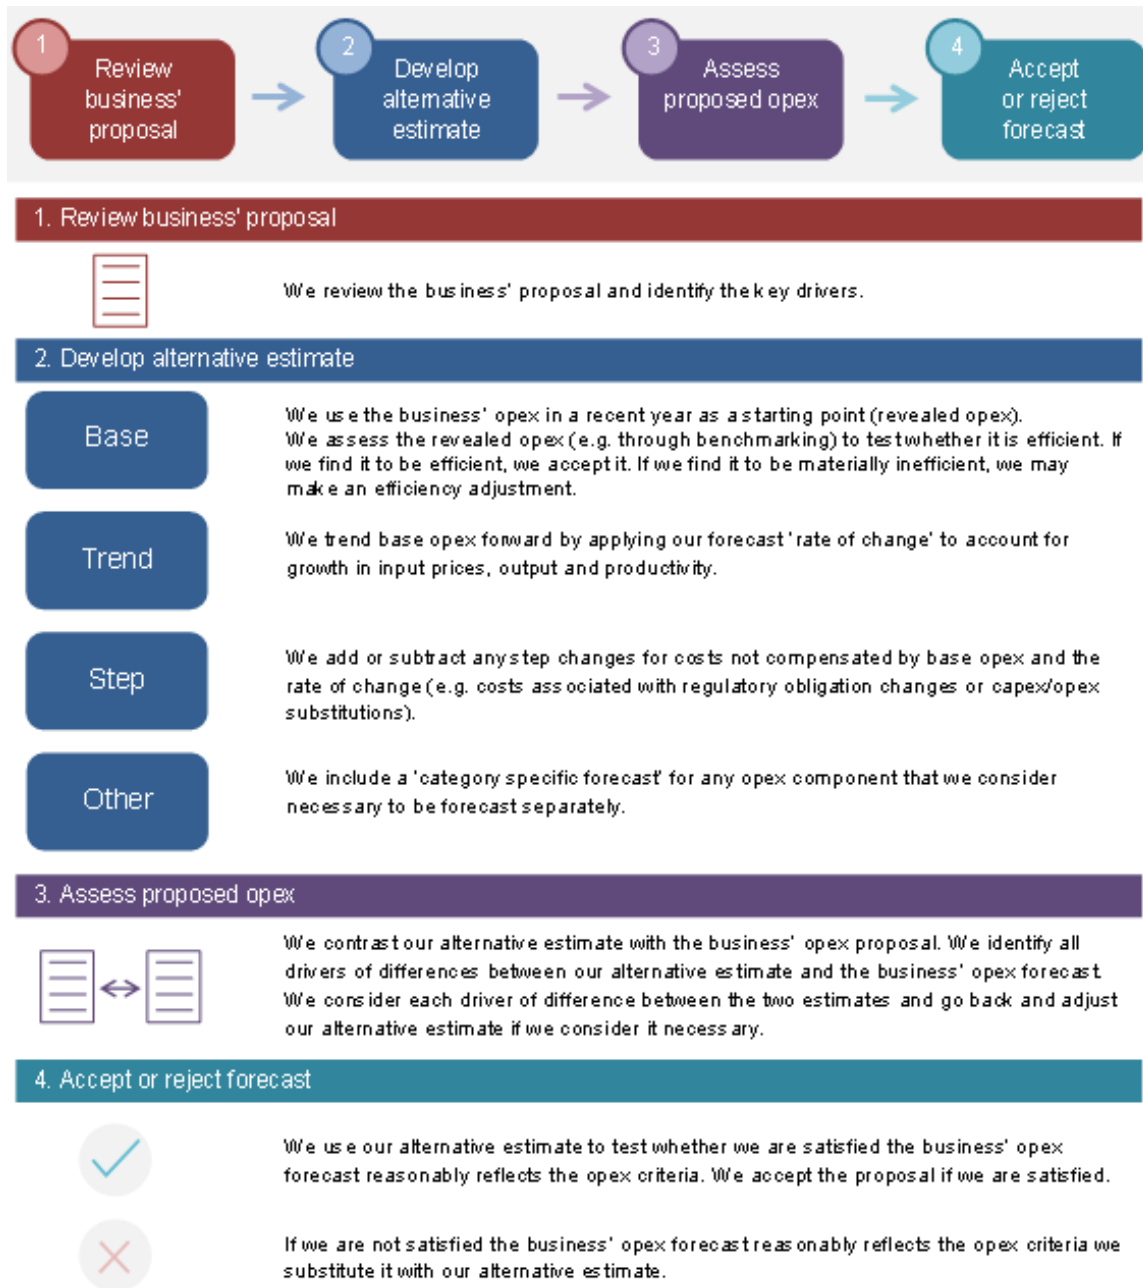 1
Review
business'
proposal
2
Develop
alternative
estimate
3
Assess
proposed opex
4
Accept
or reject
forecast
1. Review business' proposal
We review the business' proposal and identify the key drivers.
2. Develop alternative estimate
Base
We use the business' opex in a recent year as a starting point (revealed opex).
We assess the revealed opex (e.g. through benchmarking) to test whether it is efficient. If
we find it to be efficient, we accept it. If we find it to be materially inefficient, we may
make an efficiency adjustment.
Trend
We trend base opex forward by applying our forecast 'rate of change' to account for
growth in input prices, output and productivity.
Step
We add or subtract any step changes for costs not compensated by base opex and the
rate of change (e.g. costs associated with regulatory obligation changes or capex/opex
substitutions).
Other
We include a 'category specific forecast' for any opex component that we consider
necessary to be forecast separately.
3. Assess proposed opex
We contrast our alternative estimate with the business' opex proposal. We identify all
drivers of differences between our alternative estimate and the business' opex forecast.
We consider each driver of difference between the two estimates and go back and adjust
our alternative estimate if we consider it necessary.
4. Accept or reject forecast
We use our alternative estimate to test whether we are satisfied the business' opex
forecast reasonably reflects the opex criteria. We accept the proposal if we are satisfied.
If we are not satisfied the business' opex forecast reasonably reflects the opex criteria we
substitute it with our alternative estimate.